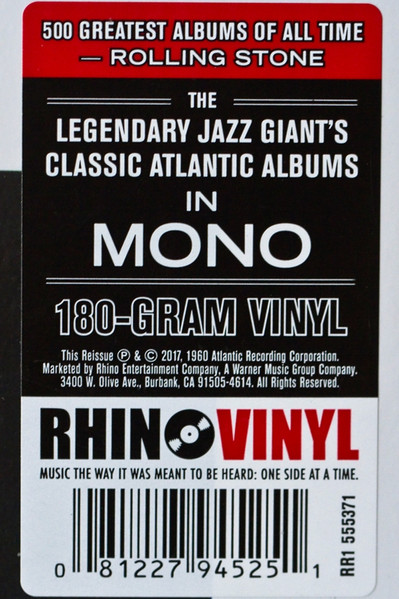 500 GREATEST ALBUMS OF ALL TIME
— ROLLING STONE
THE
LEGENDARY JAZZ GIANT'S
CLASSIC ATLANTIC ALBUMS
IN
MONO
180-GRAM VINYL
This Reissue Ⓟ & © 2017, 1960 Atlantic Recording Corporation.
Marketed by Rhino Entertainment Company, A Warner Music Group Company.
3400 W. Olive Ave., Burbank, CA 91505-4614. All Rights Reserved.
RHINO VINYL
MUSIC THE WAY IT WAS MEANT TO BE HEARD: ONE SIDE AT A TIME.
0 81227 94525 1
RR1 555371